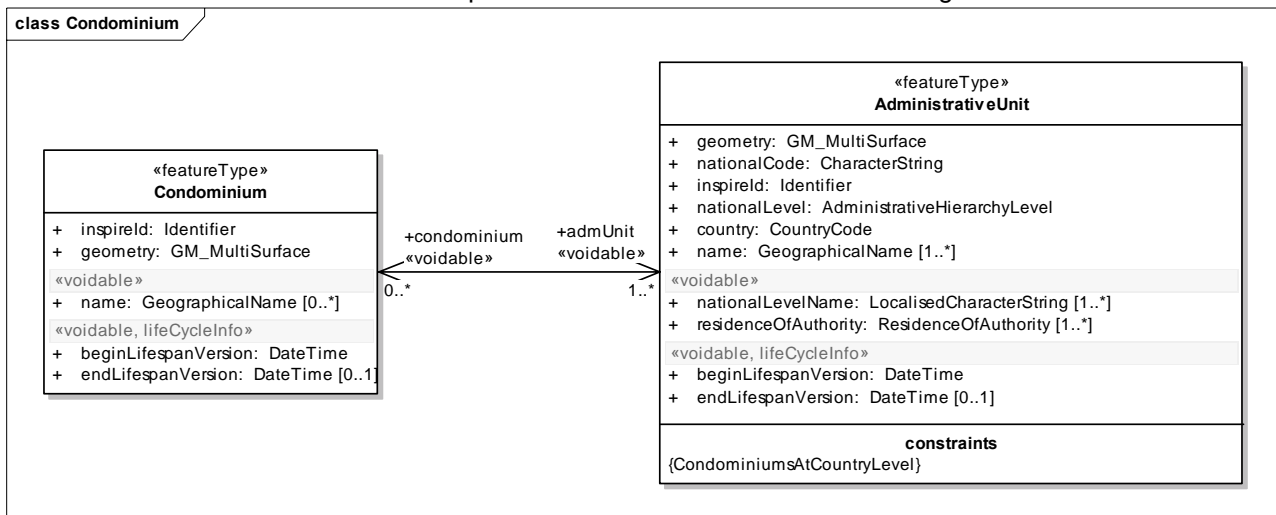 class Condominium
«featureType»
Condominium
+ inspireId: Identifier
+ geometry: GM_MultiSurface
«voidable»
+ name: GeographicalName [0..*]
«voidable, lifeCycleInfo»
+ beginLifespanVersion: DateTime
+ endLifespanVersion: DateTime [0..1]
+condominium
«voidable»
0..*
+admUnit
«voidable»
1..*
«featureType»
AdministrativeUnit
+ geometry: GM_MultiSurface
+ nationalCode: CharacterString
+ inspireId: Identifier
+ nationalLevel: AdministrativeHierarchyLevel
+ country: CountryCode
+ name: GeographicalName [1..*]
«voidable»
+ nationalLevelName: LocalisedCharacterString [1..*]
+ residenceOfAuthority: ResidenceOfAuthority [1..*]
«voidable, lifeCycleInfo»
+ beginLifespanVersion: DateTime
+ endLifespanVersion: DateTime [0..1]
constraints
{CondominiumsAtCountryLevel}